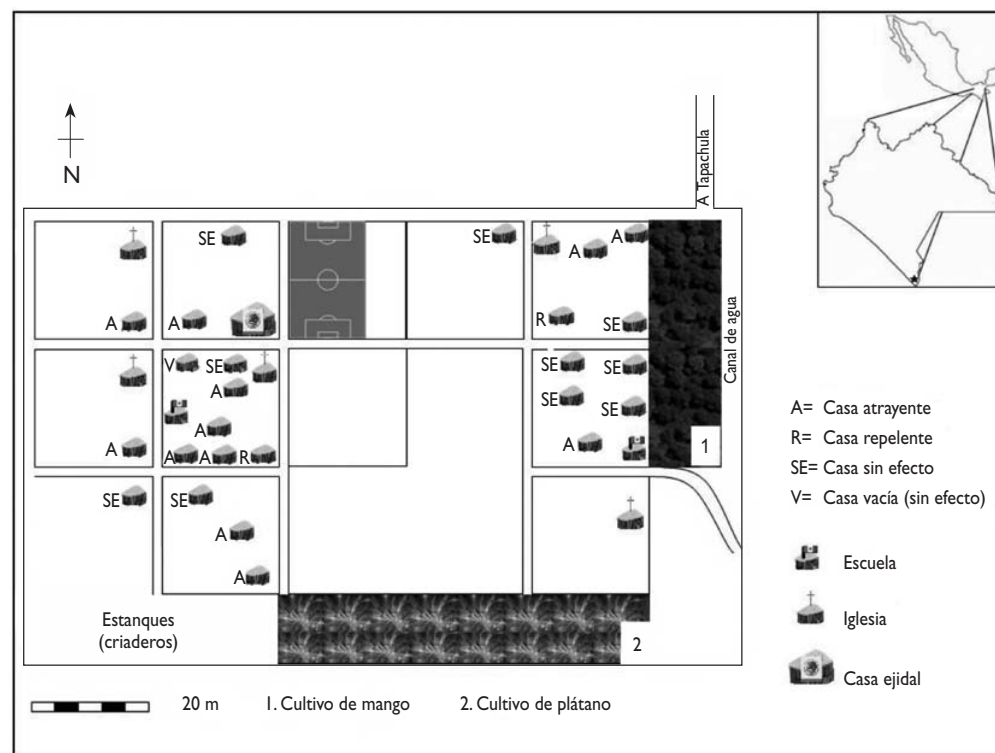 N
A Tapachula
SE
SE
A
A
A
A
R
SE
Canal de agua
V
SE
A
A
A
A
A
R
SE
SE
SE
SE
A
1
SE
SE
A
A
Estanques
(criaderos)
2
A= Casa atrayente
R= Casa repelente
SE= Casa sin efecto
V= Casa vacía (sin efecto)
Escuela
Iglesia
Casa ejidal
20 m
1. Cultivo de mango
2. Cultivo de plátano